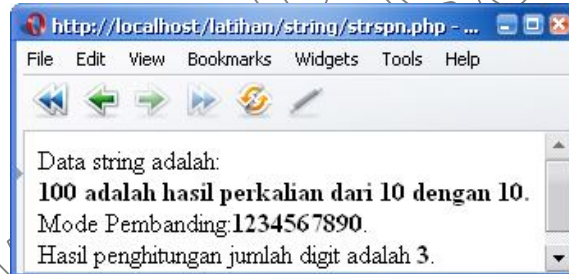 http://localhost/latihan/string/strspn.php - ...
File Edit View Bookmarks Widgets Tools Help
Data string adalah:
100 adalah hasil perkalian dari 10 dengan 10.
Mode Pembanding:1234567890.
Hasil penghitungan jumlah digit adalah 3.